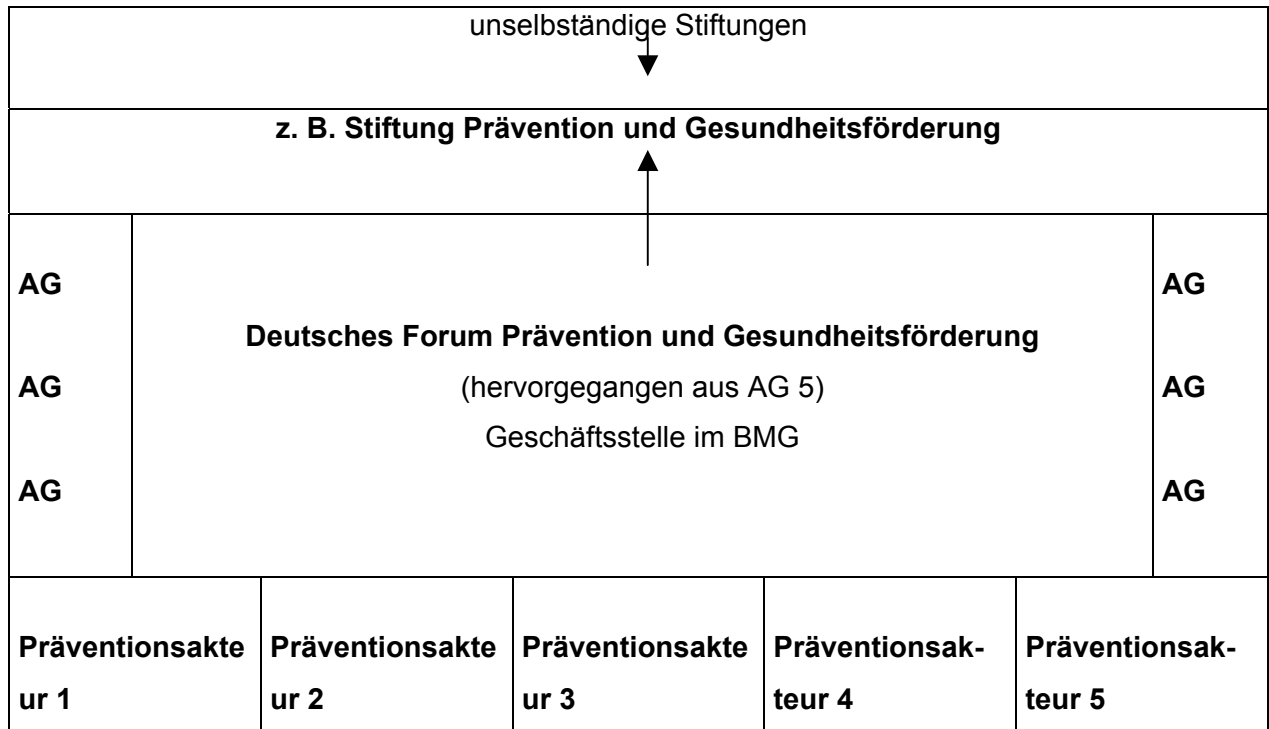 unselbständige Stiftungen
z. B. Stiftung Prävention und Gesundheitsförderung
AG
AG
AG
Deutsches Forum Prävention und Gesundheitsförderung
(hervorgegangen aus AG 5)
Geschäftsstelle im BMG
AG
AG
AG
Präventionsakte
ur 1
Präventionsakte
ur 2
Präventionsakte
ur 3
Präventionsak-
teur 4
Präventionsak-
teur 5